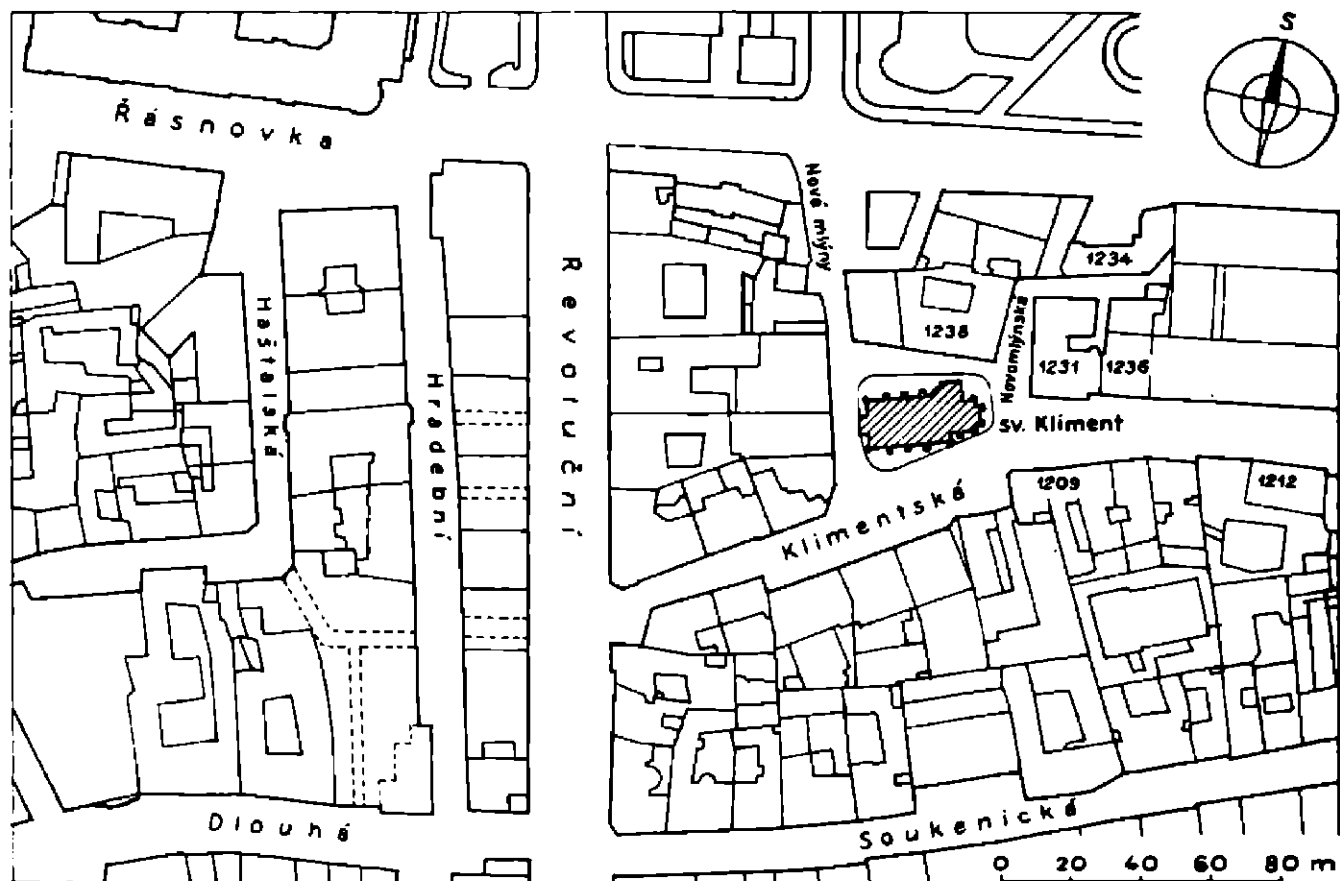 S
Řásnovka
Nové mlýny
1234
Haštalská
Revoluční
1238
Novomlýnská
1231
1236
Hradební
sv. Kliment
1209
1212
Klimentská
Dlouhá
Soukenická
0 20 40 60 80 m